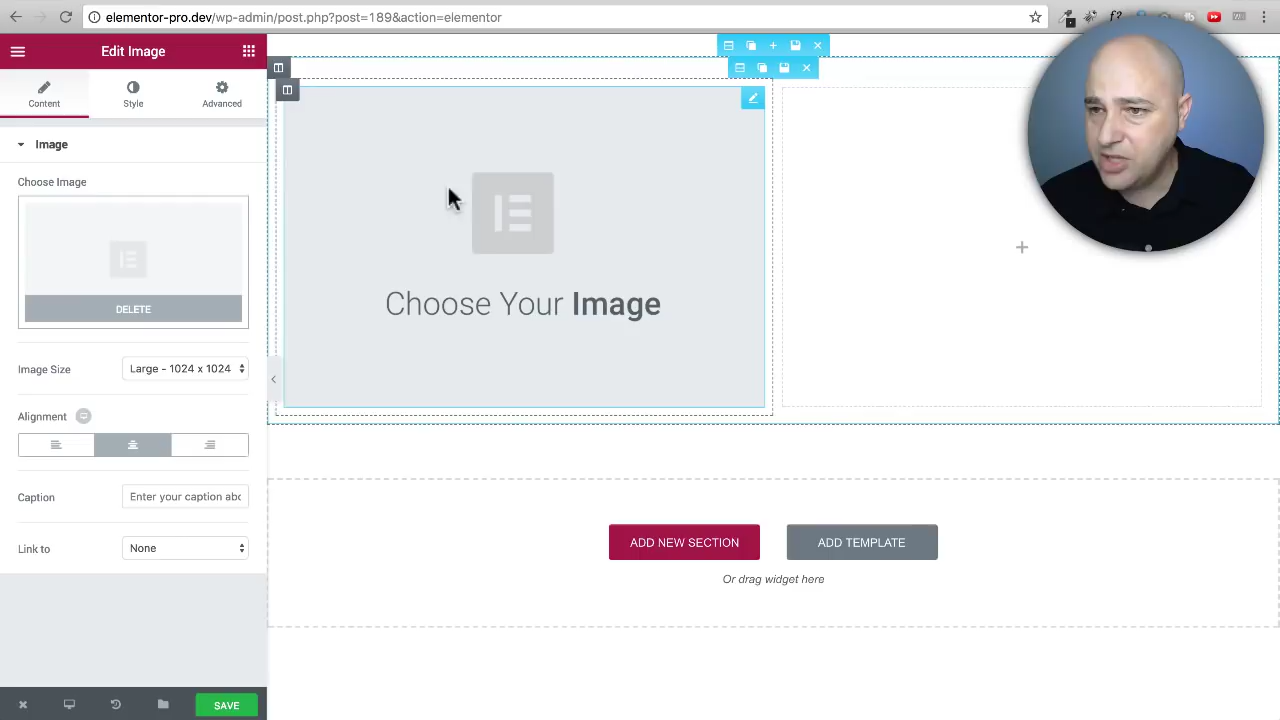 elementor-pro.dev/wp-admin/post.php?post=189&action=elementor
Edit Image
Content
Style
Advanced
Image
Choose Image
DELETE
Image Size
Large - 1024 x 1024
Alignment
Caption
Enter your caption abo
Link to
None
SAVE
Choose Your Image
ADD NEW SECTION
ADD TEMPLATE
Or drag widget here